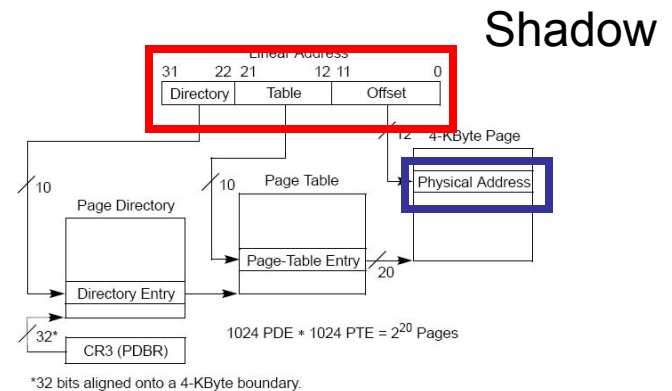 Shadow
Linear Address
31 22 21 12 11 0
Directory Table Offset
12 4-KByte Page
10 10 Page Table Physical Address
Page Directory
Page-Table Entry 20
Directory Entry
32* 1024 PDE * 1024 PTE = 2^20 Pages
CR3 (PDBR)
*32 bits aligned onto a 4-KByte boundary.